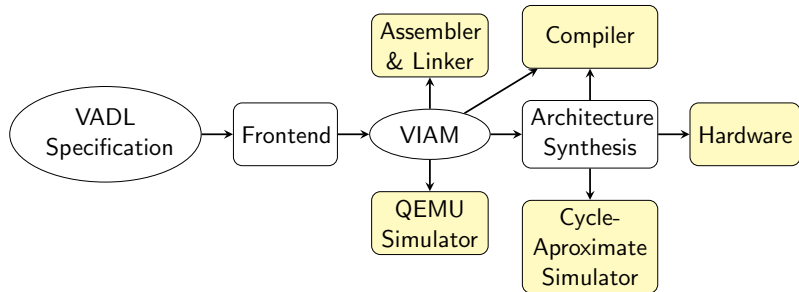 Assembler
& Linker
Compiler
VADL
Specification
Frontend
VIAM
Architecture
Synthesis
Hardware
QEMU
Simulator
Cycle-
Aproximate
Simulator